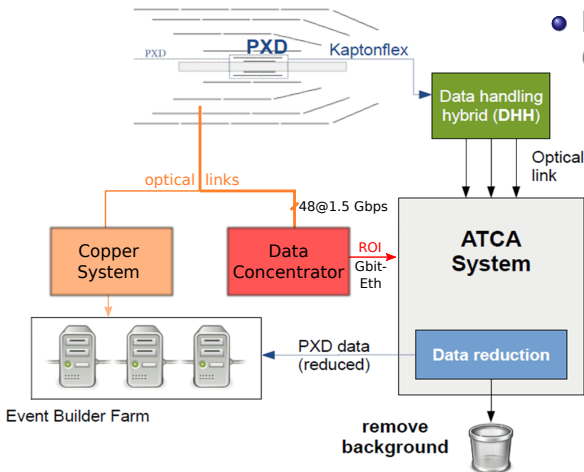 PXD
PXD
Kaptonflex
Data handling
hybrid (DHH)
Optical
link
optical links
48@1.5 Gbps
Copper
System
Data
Concentrator
ROI
Gbit-
Eth
ATCA
System
PXD data
(reduced)
Data reduction
Event Builder Farm
remove
background